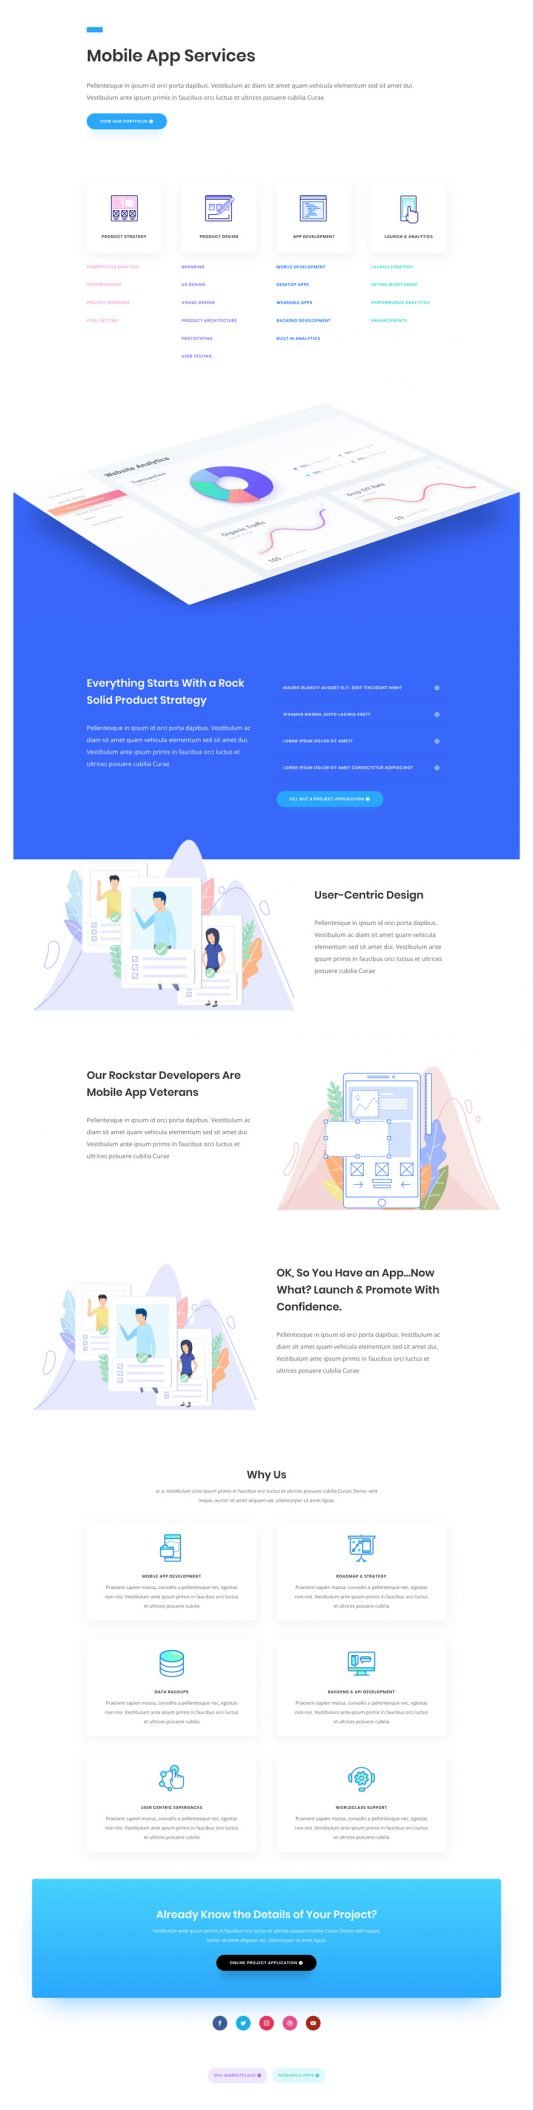 Mobile App Services
Pellentesque in ipsum id orci porta dapibus. Vestibulum ac diam sit amet quam vehicula elementum sed sit amet dui.
Vestibulum ante ipsum primis in faucibus orci luctus et ultrices posuere cubilia Curae
VIEW OUR PORTFOLIO
PRODUCT STRATEGY
PRODUCT DESIGN
APP DEVELOPMENT
LAUNCH & ANALYTICS
COMPETITIVE ANALYSIS
USER RESEARCH
PROJECT ROADMAP
GOAL SETTING
BRANDING
UX DESIGN
VISUAL DESIGN
PRODUCT ARCHITECTURE
PROTOTYPING
USER TESTING
MOBILE DEVELOPMENT
DESKTOP APPS
WEARABLE APPS
BACKEND DEVELOPMENT
BUILT IN ANALYTICS
LAUNCH STRATEGY
UPTIME MONITORING
PERFORMANCE ANALYTICS
ENHANCEMENTS
Website Analytics
Transaction
Organic Traffic
105
Drop Off Rate
20
Everything Starts With a Rock
Solid Product Strategy
Pellentesque in ipsum id orci porta dapibus. Vestibulum ac
diam sit amet quam vehicula elementum sed sit amet dui.
Vestibulum ante ipsum primis in faucibus orci luctus et
ultrices posuere cubilia Curae
MAURIS BLANDIT ALIQUET ELIT, EGET TINCIDUNT NIBH?
VIVAMUS MAGNA JUSTO LACINIA EGET?
LOREM IPSUM DOLOR SIT AMET?
LOREM IPSUM DOLOR SIT AMET CONSECTETUR ADIPISCING?
FILL OUT A PROJECT APPLICATION
User-Centric Design
Pellentesque in ipsum id orci porta dapibus.
Vestibulum ac diam sit amet quam vehicula
elementum sed sit amet dui. Vestibulum ante
ipsum primis in faucibus orci luctus et ultrices
posuere cubilia Curae
Our Rockstar Developers Are
Mobile App Veterans
Pellentesque in ipsum id orci porta dapibus. Vestibulum ac
diam sit amet quam vehicula elementum sed sit amet dui.
Vestibulum ante ipsum primis in faucibus orci luctus et
ultrices posuere cubilia Curae
OK, So You Have an App...Now
What? Launch & Promote With
Confidence.
Pellentesque in ipsum id orci porta dapibus. Vestibulum ac
diam sit amet quam vehicula elementum sed sit amet dui.
Vestibulum ante ipsum primis in faucibus orci luctus et
ultrices posuere cubilia Curae
Why Us
ar a. Vestibulum ante ipsum primis in faucibus orci luctus et ultrices posuere cubilia Curae; Donec velit
neque, auctor sit amet aliquam vel, ullamcorper sit amet ligula.
MOBILE APP DEVELOPMENT
Praesent sapien massa, convallis a pellentesque nec, egestas
non nisi. Vestibulum ante ipsum primis in faucibus orci luctus
et ultrices posuere cubilia
ROADMAP & STRATEGY
Praesent sapien massa, convallis a pellentesque nec, egestas
non nisi. Vestibulum ante ipsum primis in faucibus orci luctus
et ultrices posuere cubilia
DATA BACKUPS
Praesent sapien massa, convallis a pellentesque nec, egestas
non nisi. Vestibulum ante ipsum primis in faucibus orci luctus
et ultrices posuere cubilia
BACKEND & API DEVELOPMENT
Praesent sapien massa, convallis a pellentesque nec, egestas
non nisi. Vestibulum ante ipsum primis in faucibus orci luctus
et ultrices posuere cubilia
USER CENTRIC EXPERIENCES
Praesent sapien massa, convallis a pellentesque nec, egestas
non nisi. Vestibulum ante ipsum primis in faucibus orci luctus
et ultrices posuere cubilia
WORLDCLASS SUPPORT
Praesent sapien massa, convallis a pellentesque nec, egestas
non nisi. Vestibulum ante ipsum primis in faucibus orci luctus
et ultrices posuere cubilia
Already Know the Details of Your Project?
Vestibulum ante ipsum primis in faucibus orci luctus et ultrices posuere cubilia Curae; Donec velit neque,
auctor sit amet aliquam vel, ullamcorper sit amet ligula.
ONLINE PROJECT APPLICATION
DIVI MARKETPLACE
MONARCH APPS